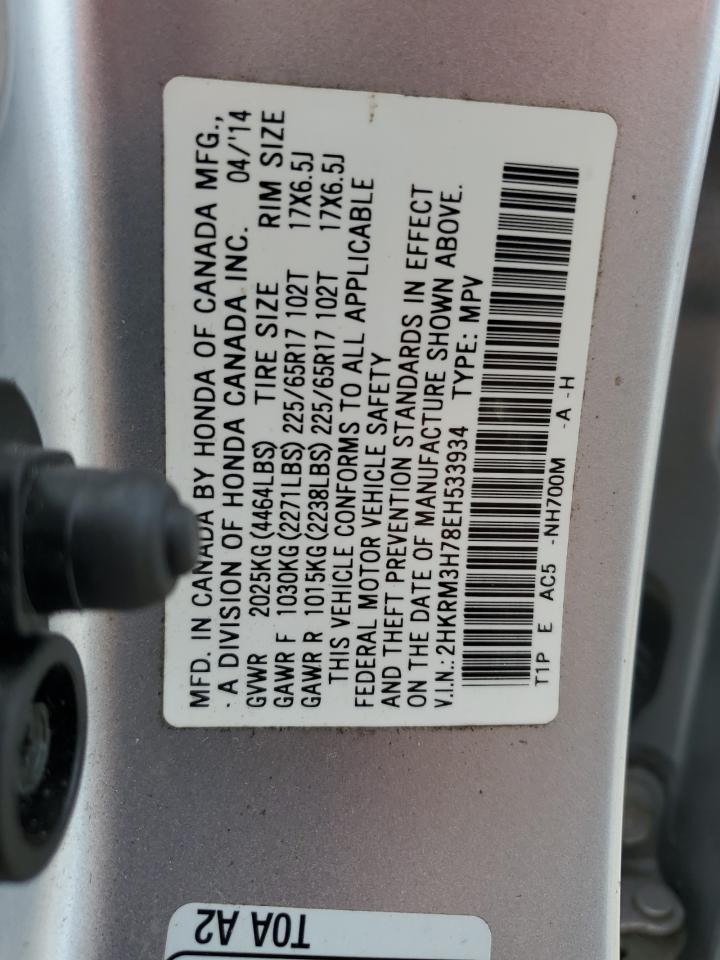 MFD. IN CANADA BY HONDA OF CANADA MFG.,
- A DIVISION OF HONDA CANADA INC. 04/'14
GVWR 2025KG(4464LBS) TIRE SIZE RIM SIZE
GAWR F 1030KG(2271LBS) 225/65R17 102T 17X6.5J
GAWR R 1015KG(2238LBS) 225/65R17 102T 17X6.5J
THIS VEHICLE CONFORMS TO ALL APPLICABLE
FEDERAL MOTOR VEHICLE SAFETY
AND THEFT PREVENTION STANDARDS IN EFFECT
ON THE DATE OF MANUFACTURE SHOWN ABOVE.
V.I.N.: 2HKRM3H78EH533934 TYPE: MPV
T1P E AC5 -NH700M -A -H
T0A A2